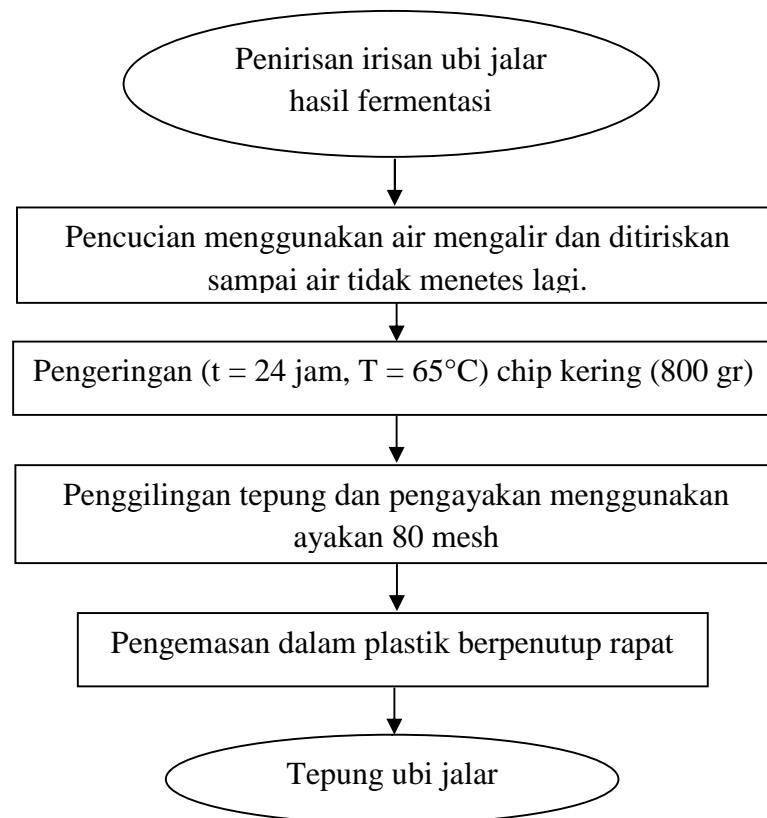 Penirisan irisan ubi jalar
hasil fermentasi
Pencucian menggunakan air mengalir dan ditiriskan
sampai air tidak menetes lagi.
Pengeringan (t = 24 jam, T = 65°C) chip kering (800 gr)
Penggilingan tepung dan pengayakan menggunakan
ayakan 80 mesh
Pengemasan dalam plastik berpenutup rapat
Tepung ubi jalar